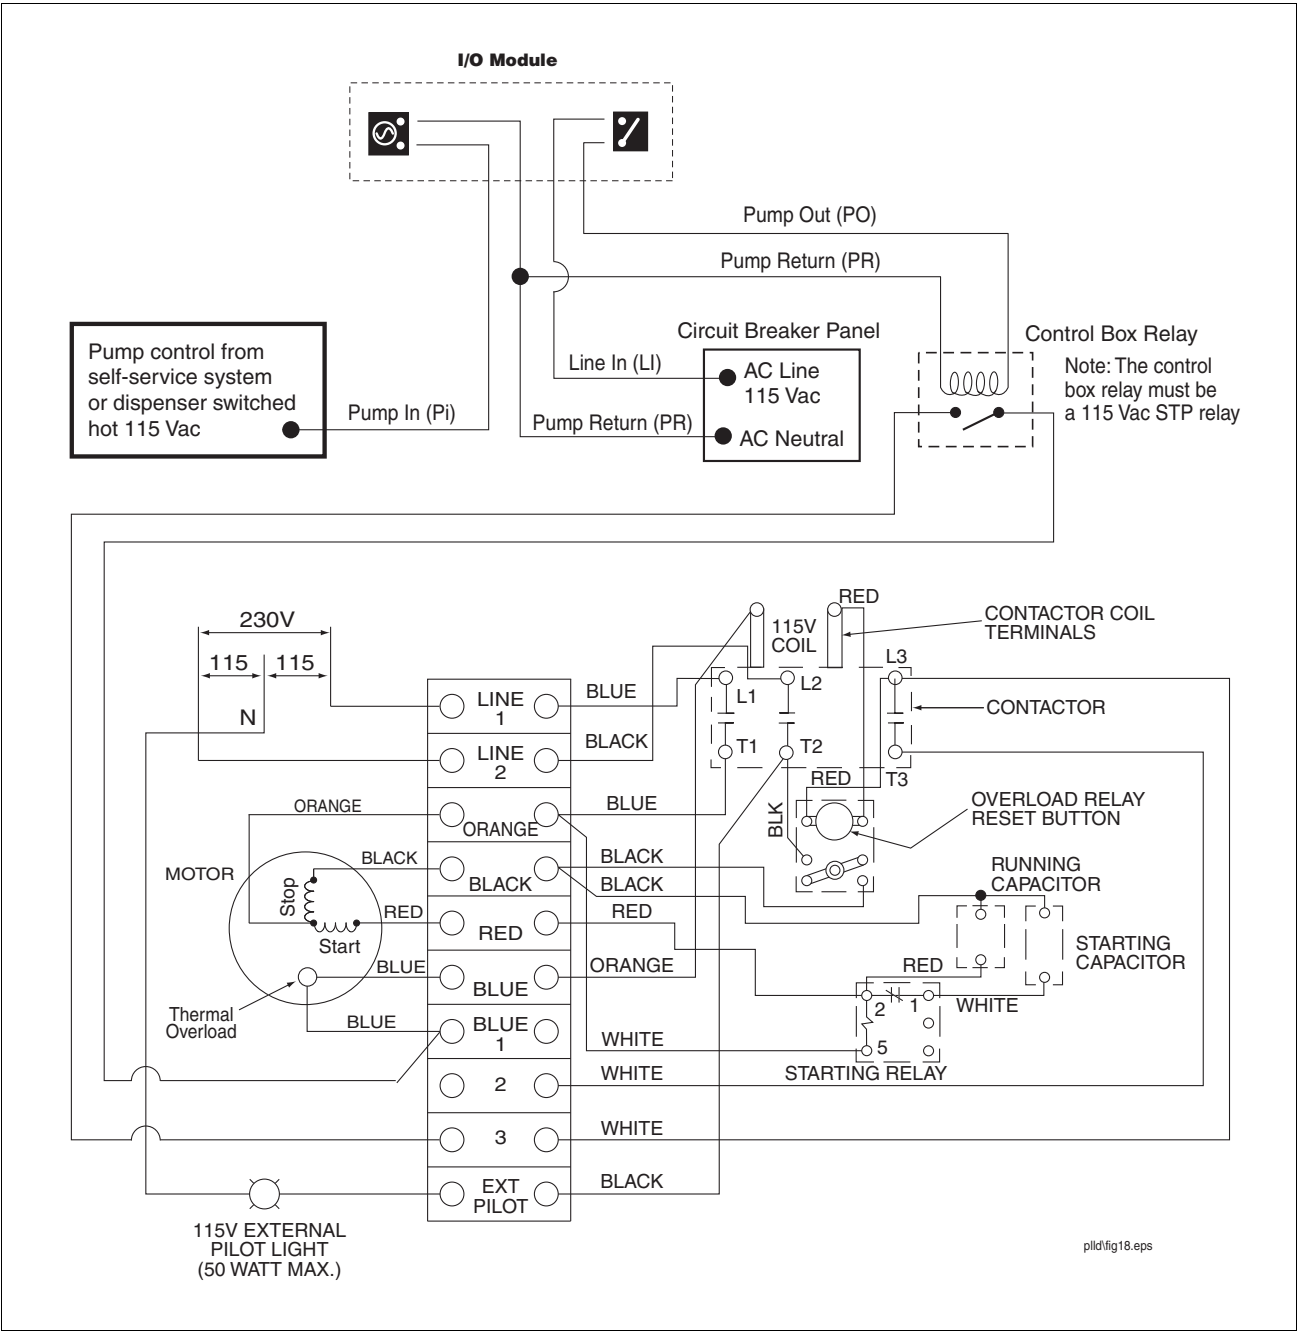 I/O Module
Pump Out (PO)
Pump Return (PR)
Circuit Breaker Panel
Control Box Relay
Note: The control
box relay must be
a 115 Vac STP relay
Pump control from
self-service system
or dispenser switched
hot 115 Vac
Line In (LI)
AC Line
115 Vac
Pump In (Pi)
Pump Return (PR)
AC Neutral
230V
115
115
N
115V
COIL
RED
CONTACTOR COIL
TERMINALS
L1
L2
L3
CONTACTOR
T1
T2
T3
LINE
1
BLUE
LINE
2
BLACK
RED
BLK
OVERLOAD RELAY
RESET BUTTON
ORANGE
ORANGE
BLUE
MOTOR
BLACK
BLACK
BLACK
BLACK
RUNNING
CAPACITOR
Stop
Start
RED
RED
RED
STARTING
CAPACITOR
BLUE
BLUE
ORANGE
RED
WHITE
2
1
5
STARTING RELAY
Thermal
Overload
BLUE
BLUE
1
WHITE
2
WHITE
3
WHITE
EXT
PILOT
BLACK
115V EXTERNAL
PILOT LIGHT
(50 WATT MAX.)
plld\fig18.eps